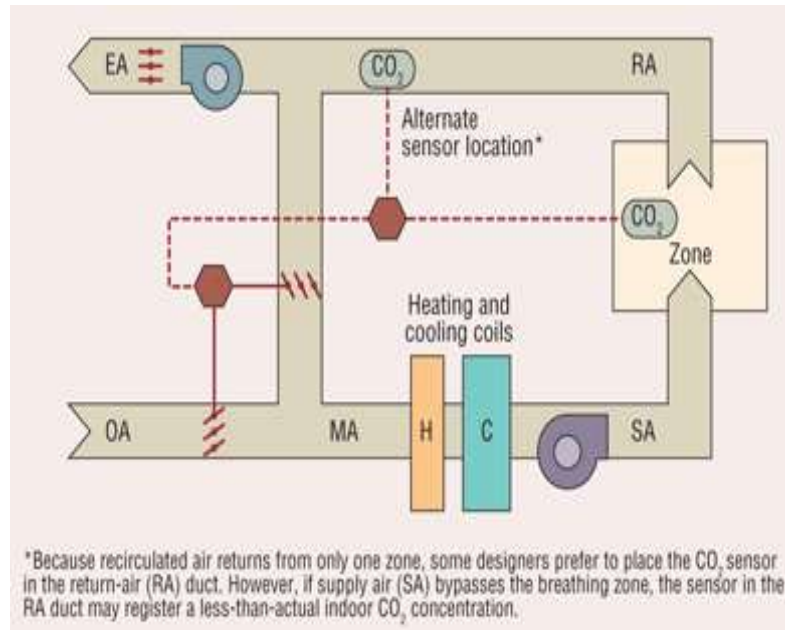 EA
CO₂
RA
Alternate
sensor location*
CO₂
Zone
Heating and
cooling coils
OA
MA
H
C
SA
*Because recirculated air returns from only one zone, some designers prefer to place the CO₂ sensor
in the return-air (RA) duct. However, if supply air (SA) bypasses the breathing zone, the sensor in the
RA duct may register a less-than-actual indoor CO₂ concentration.